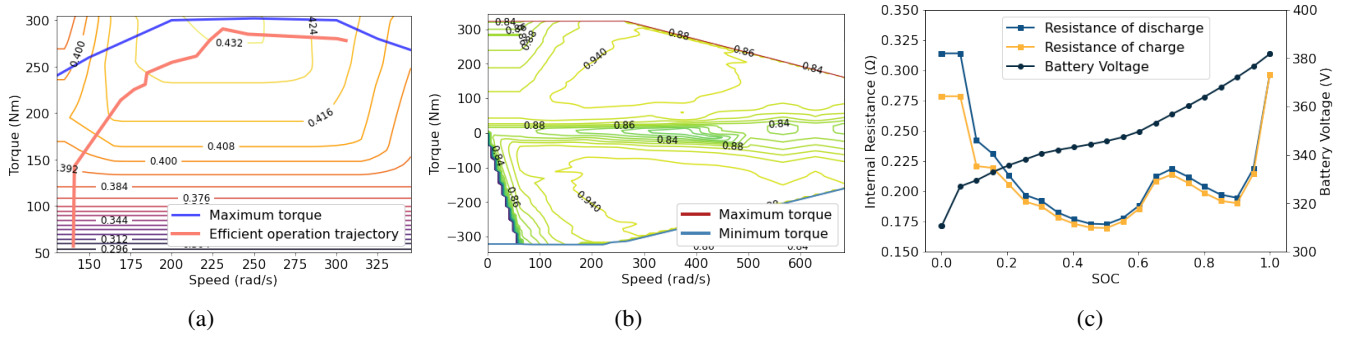 300
250
200
150
100
50
Torque (Nm)
0.400
0.424
0.432
0.416
0.408
0.400
0.392
0.384
0.376
0.344
0.312
0.296
Maximum torque
Efficient operation trajectory
150 175 200 225 250 275 300 325
Speed (rad/s)
(a)
300
200
100
0
−100
−200
−300
Torque (Nm)
0.84
0.86
0.88
0.88
0.86
0.84
0.940
0.88
0.86
0.84
0.84
0.88
0.84
0.86
0.940
Maximum torque
Minimum torque
0.84
0 100 200 300 400 500 600
Speed (rad/s)
(b)
0.350
0.325
0.300
0.275
0.250
0.225
0.200
0.175
0.150
Internal Resistance (Ω)
Resistance of discharge
Resistance of charge
Battery Voltage
400
380
360
340
320
300
Battery Voltage (V)
0.0 0.2 0.4 0.6 0.8 1.0
SOC
(c)